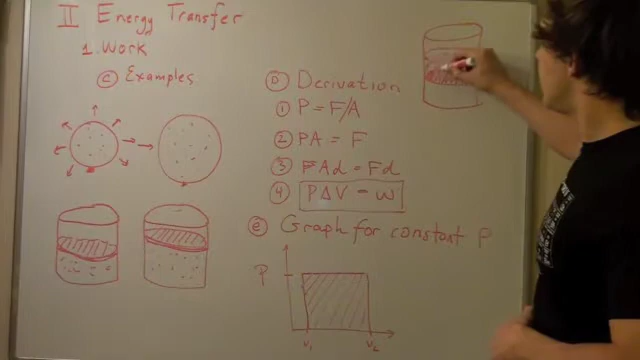 II Energy Transfer
1. Work
C Examples
D Derivation
1 P = F/A
2 PA = F
3 PAd = Fd
4 PΔV = W
e Graph for constant P
P
V₁ V₂